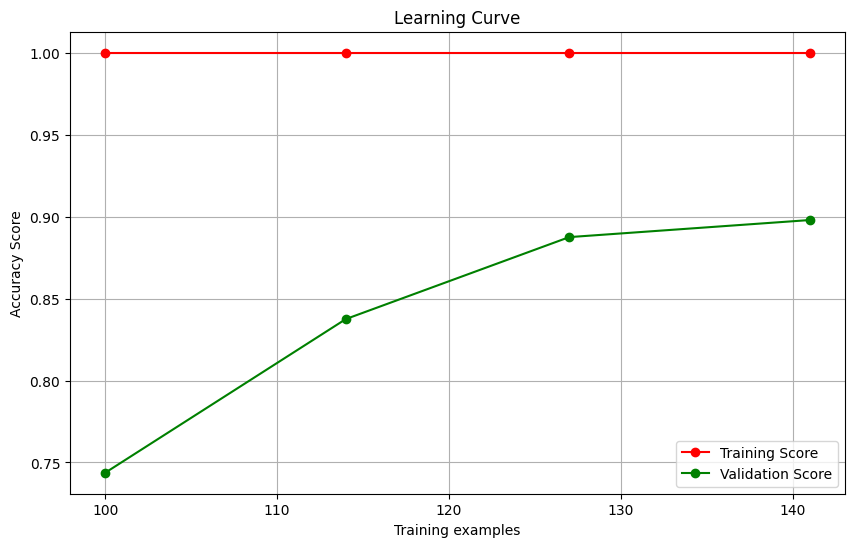 Learning Curve
1.00
0.95
0.90
0.85
0.80
0.75
Accuracy Score
100
110
120
130
140
Training examples
Training Score
Validation Score